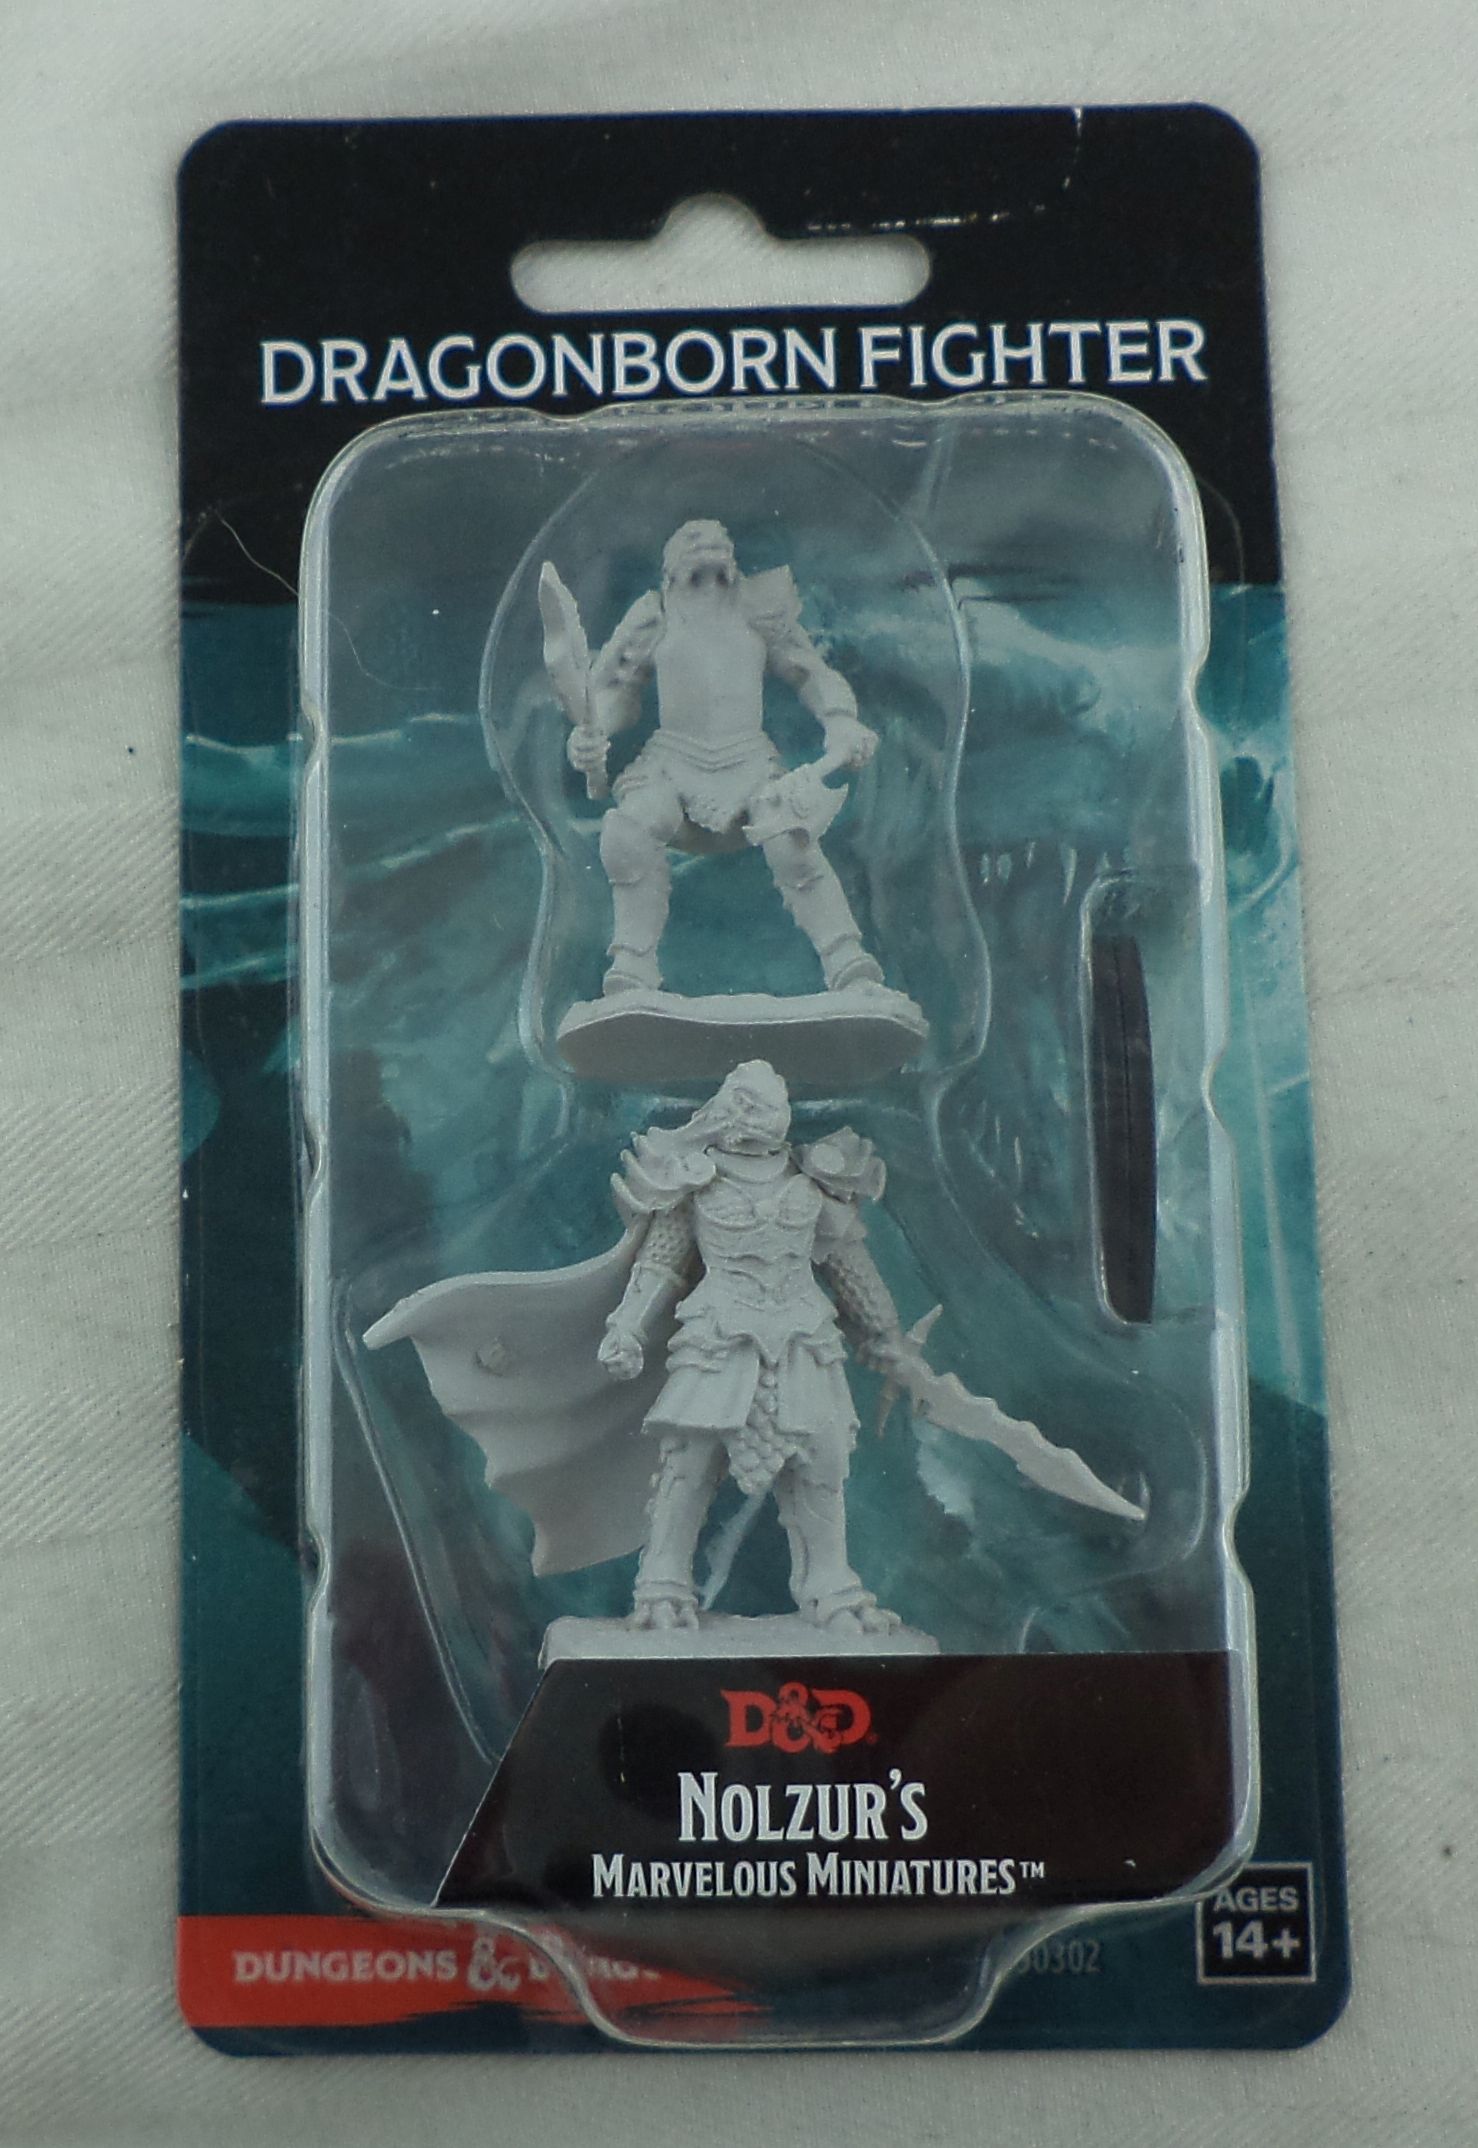 DRAGONBORN FIGHTER
D&D
NOLZUR'S
MARVELOUS MINIATURES™
AGES
14+
DUNGEONS &